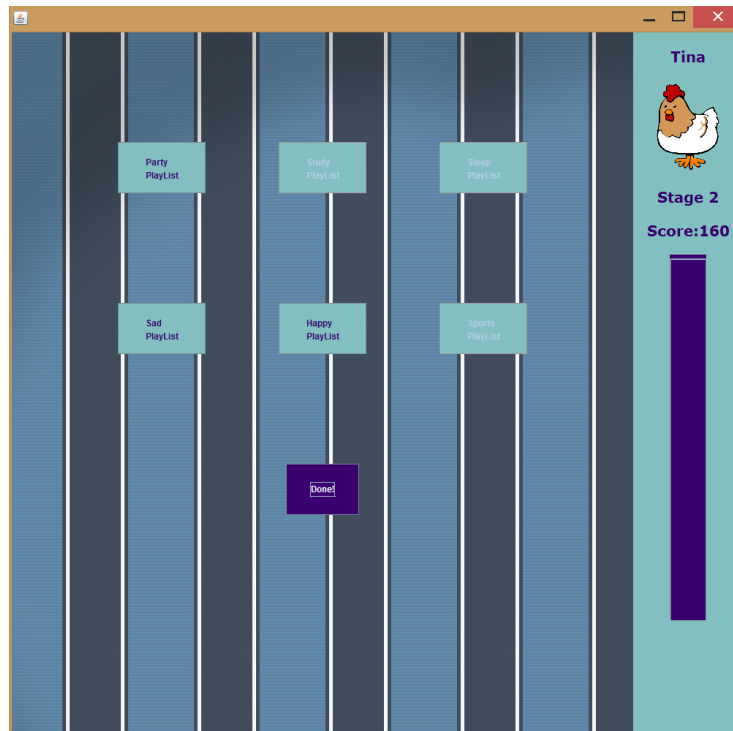 Tina
Party
PlayList
Study
PlayList
Sleep
PlayList
Stage 2
Score:160
Sad
PlayList
Happy
PlayList
Sports
PlayList
Done!